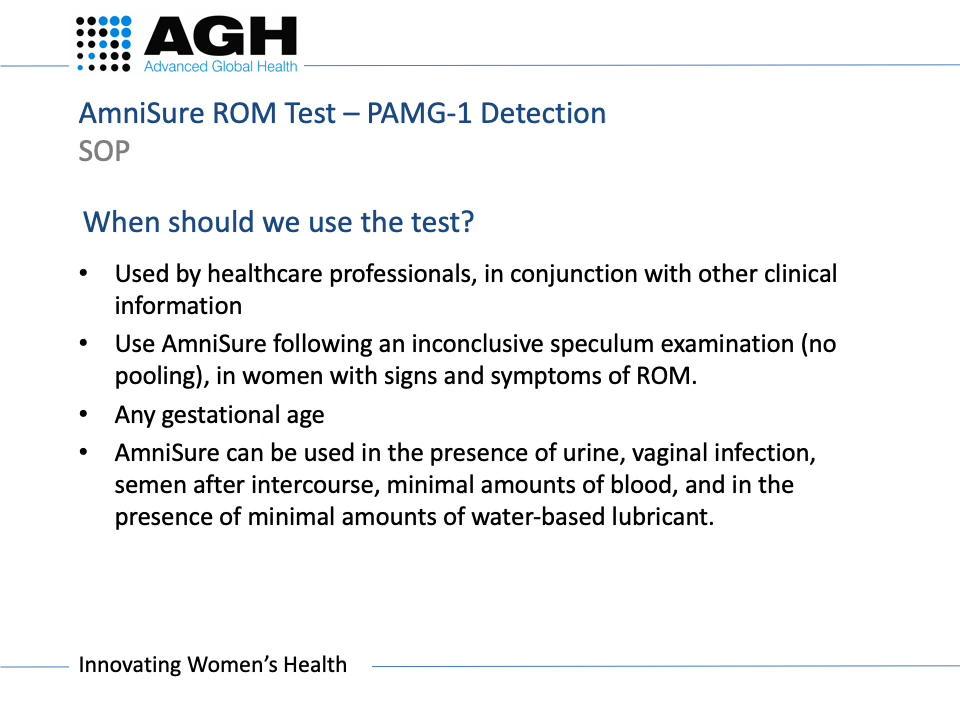 AGH
Advanced Global Health
AmniSure ROM Test – PAMG-1 Detection
SOP
When should we use the test?
• Used by healthcare professionals, in conjunction with other clinical
information
• Use AmniSure following an inconclusive speculum examination (no
pooling), in women with signs and symptoms of ROM.
• Any gestational age
• AmniSure can be used in the presence of urine, vaginal infection,
semen after intercourse, minimal amounts of blood, and in the
presence of minimal amounts of water-based lubricant.
Innovating Women’s Health